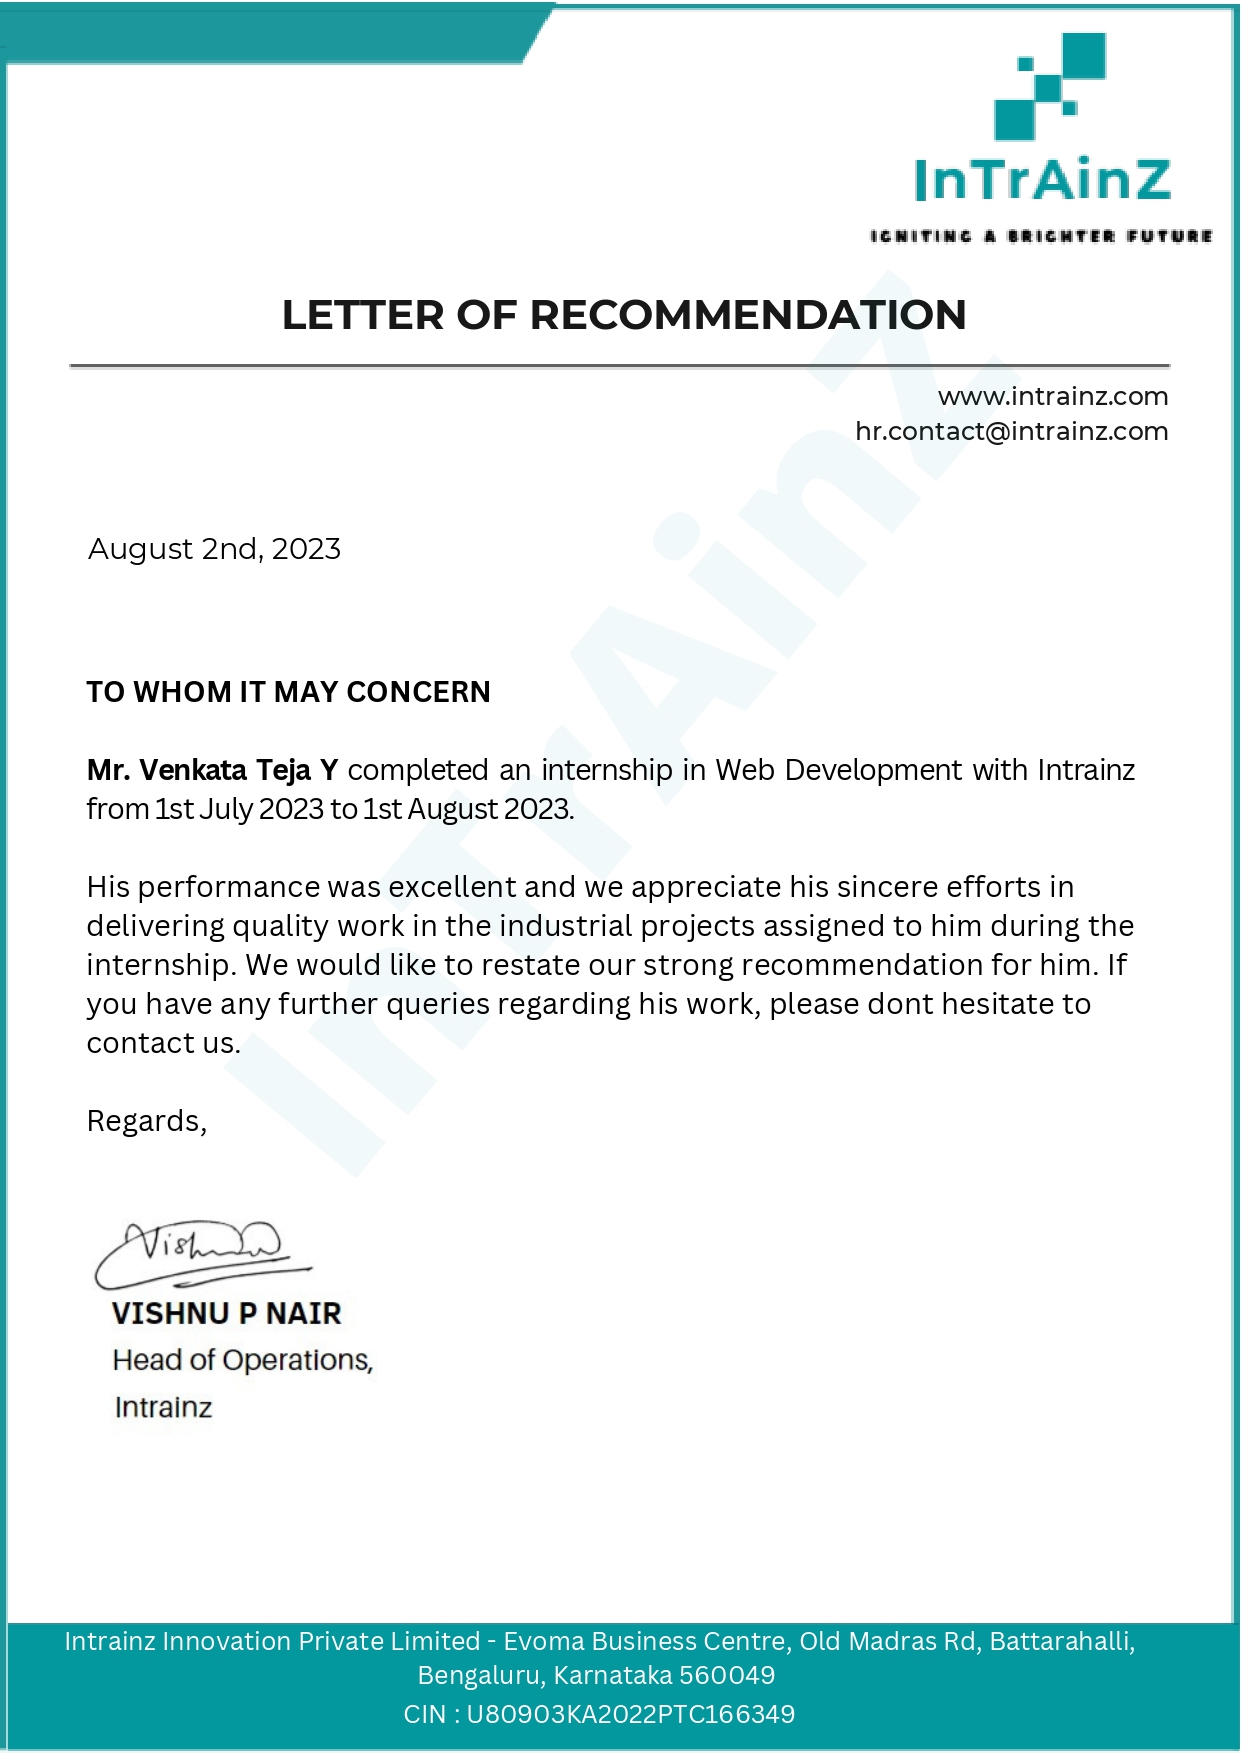 InTrAinZ
IGNITING A BRIGHTER FUTURE
LETTER OF RECOMMENDATION
www.intrainz.com
hr.contact@intrainz.com
August 2nd, 2023
TO WHOM IT MAY CONCERN
Mr. Venkata Teja Y completed an internship in Web Development with Intrainz
from 1st July 2023 to 1st August 2023.
His performance was excellent and we appreciate his sincere efforts in
delivering quality work in the industrial projects assigned to him during the
internship. We would like to restate our strong recommendation for him. If
you have any further queries regarding his work, please dont hesitate to
contact us.
Regards,
VISHNU P NAIR
Head of Operations,
Intrainz
Intrainz Innovation Private Limited - Evoma Business Centre, Old Madras Rd, Battarahalli,
Bengaluru, Karnataka 560049
CIN : U80903KA2022PTC166349
InTrAinZ